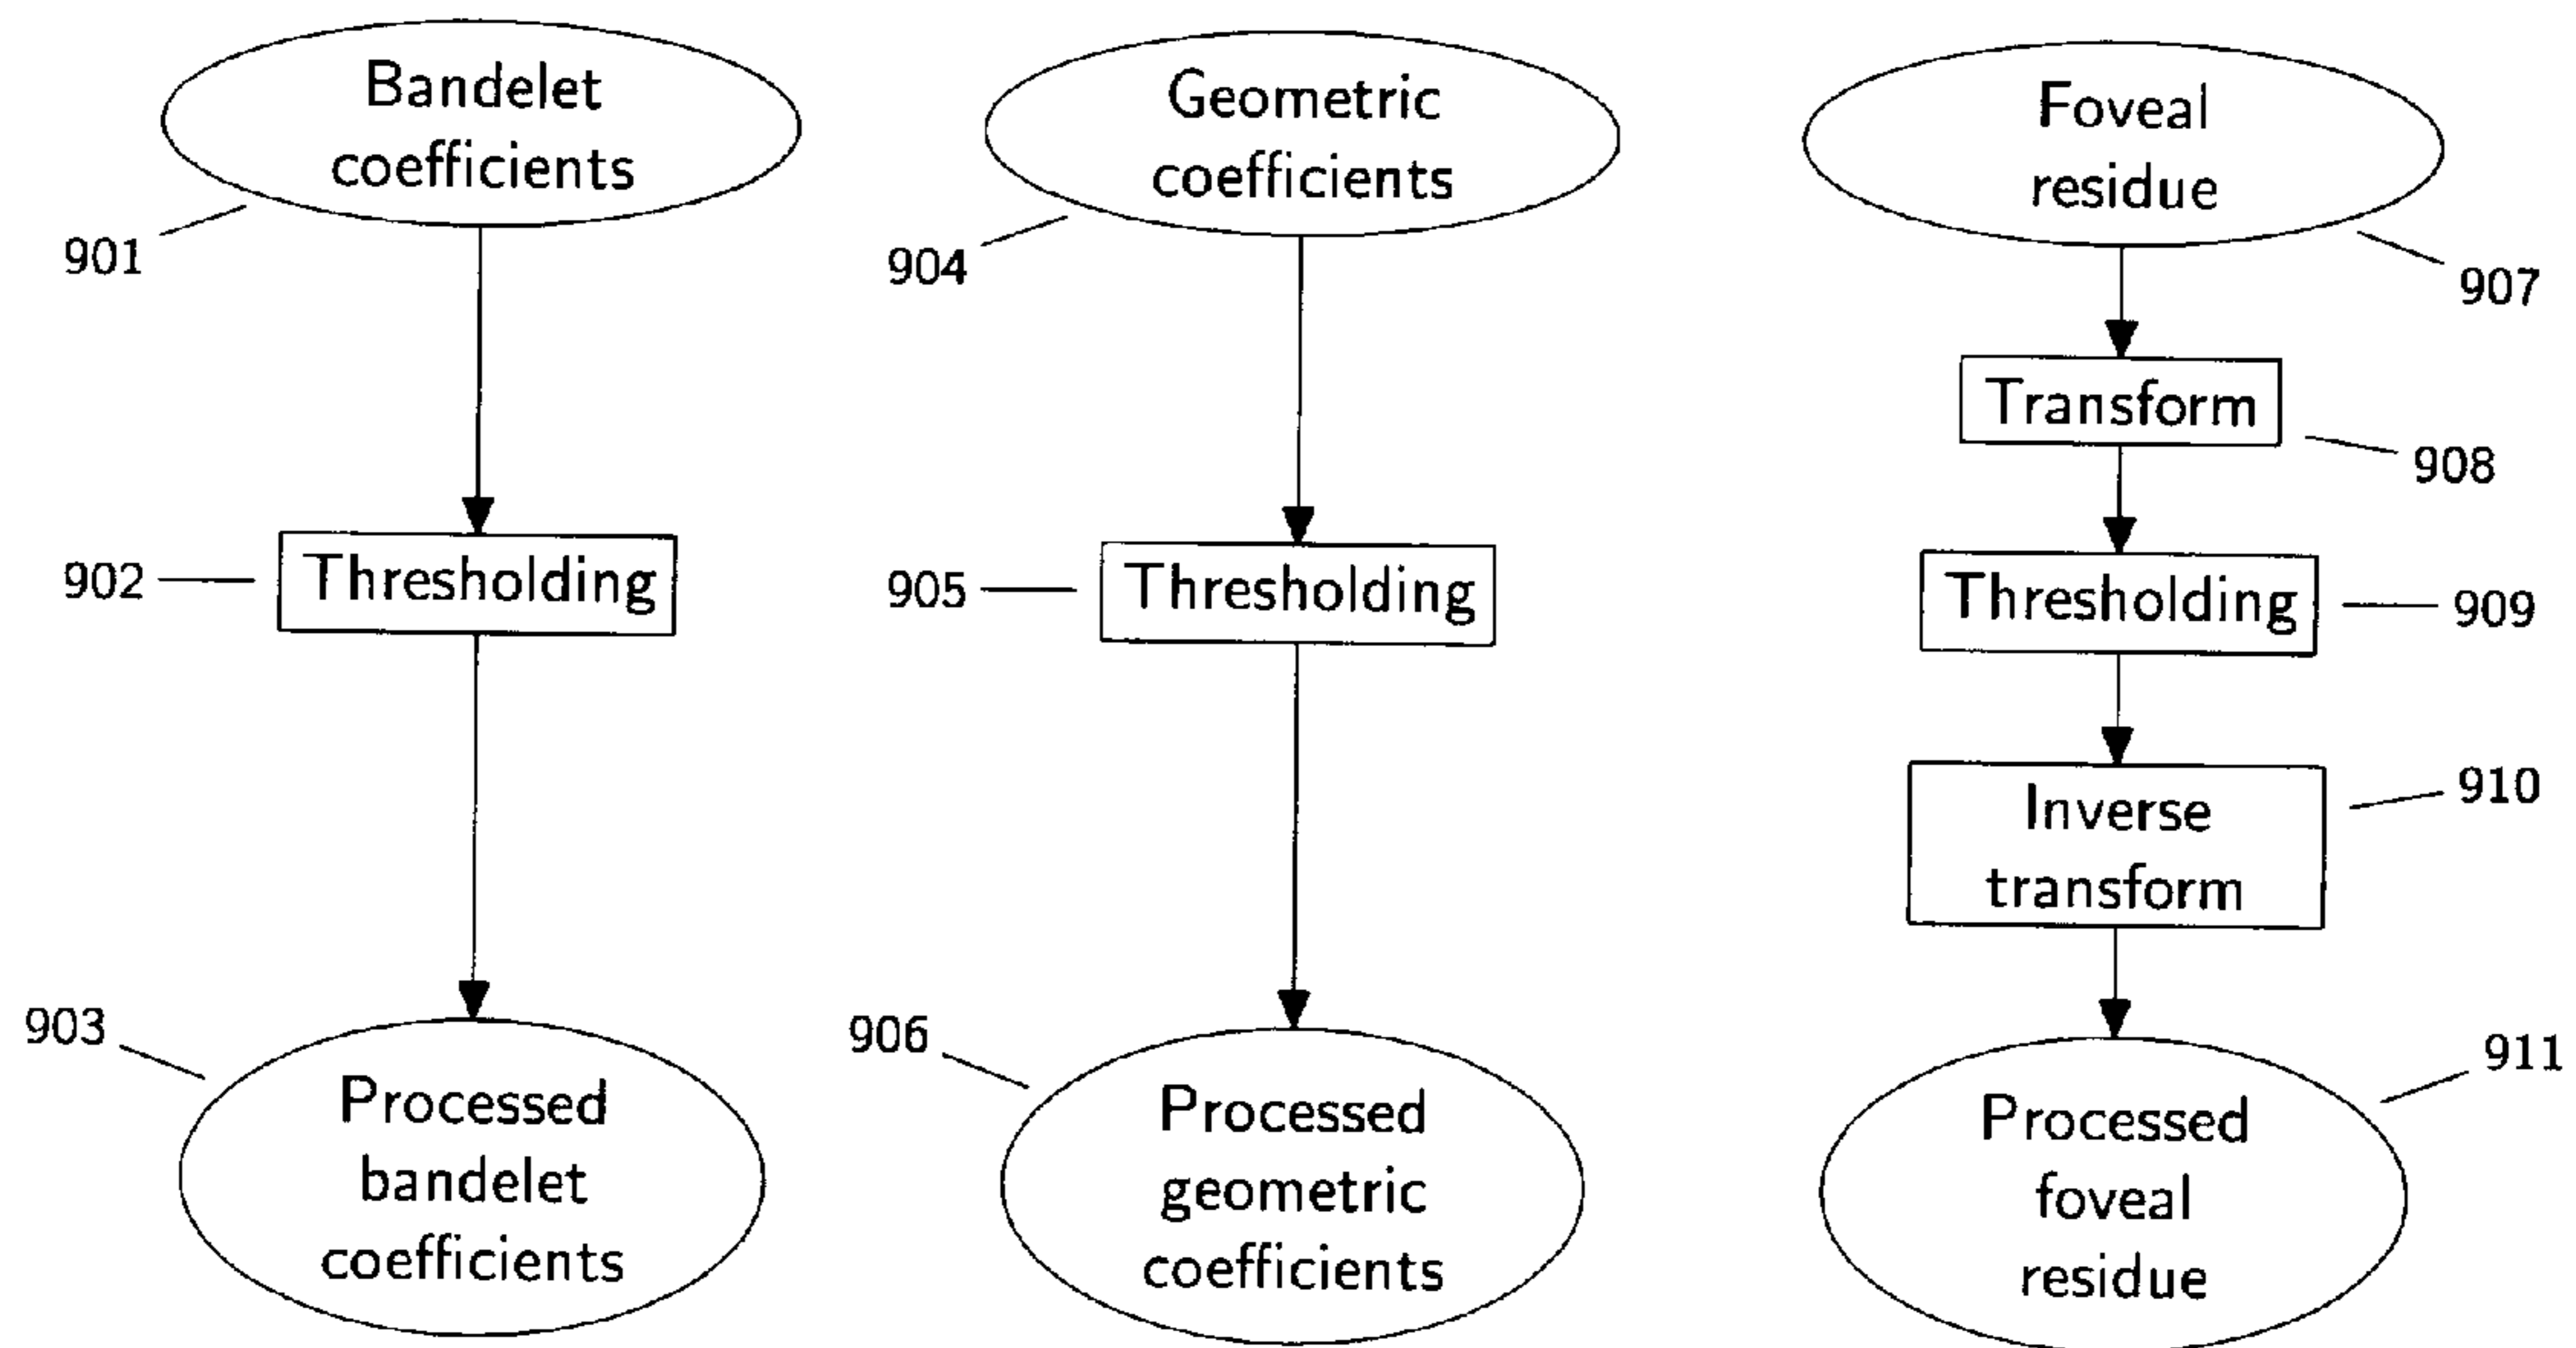 Bandelet
coefficients
901
Thresholding
902
Processed
bandelet
coefficients
903
Geometric
coefficients
904
Thresholding
905
Processed
geometric
coefficients
906
Foveal
residue
907
Transform
908
Thresholding
909
Inverse
transform
910
Processed
foveal
residue
911